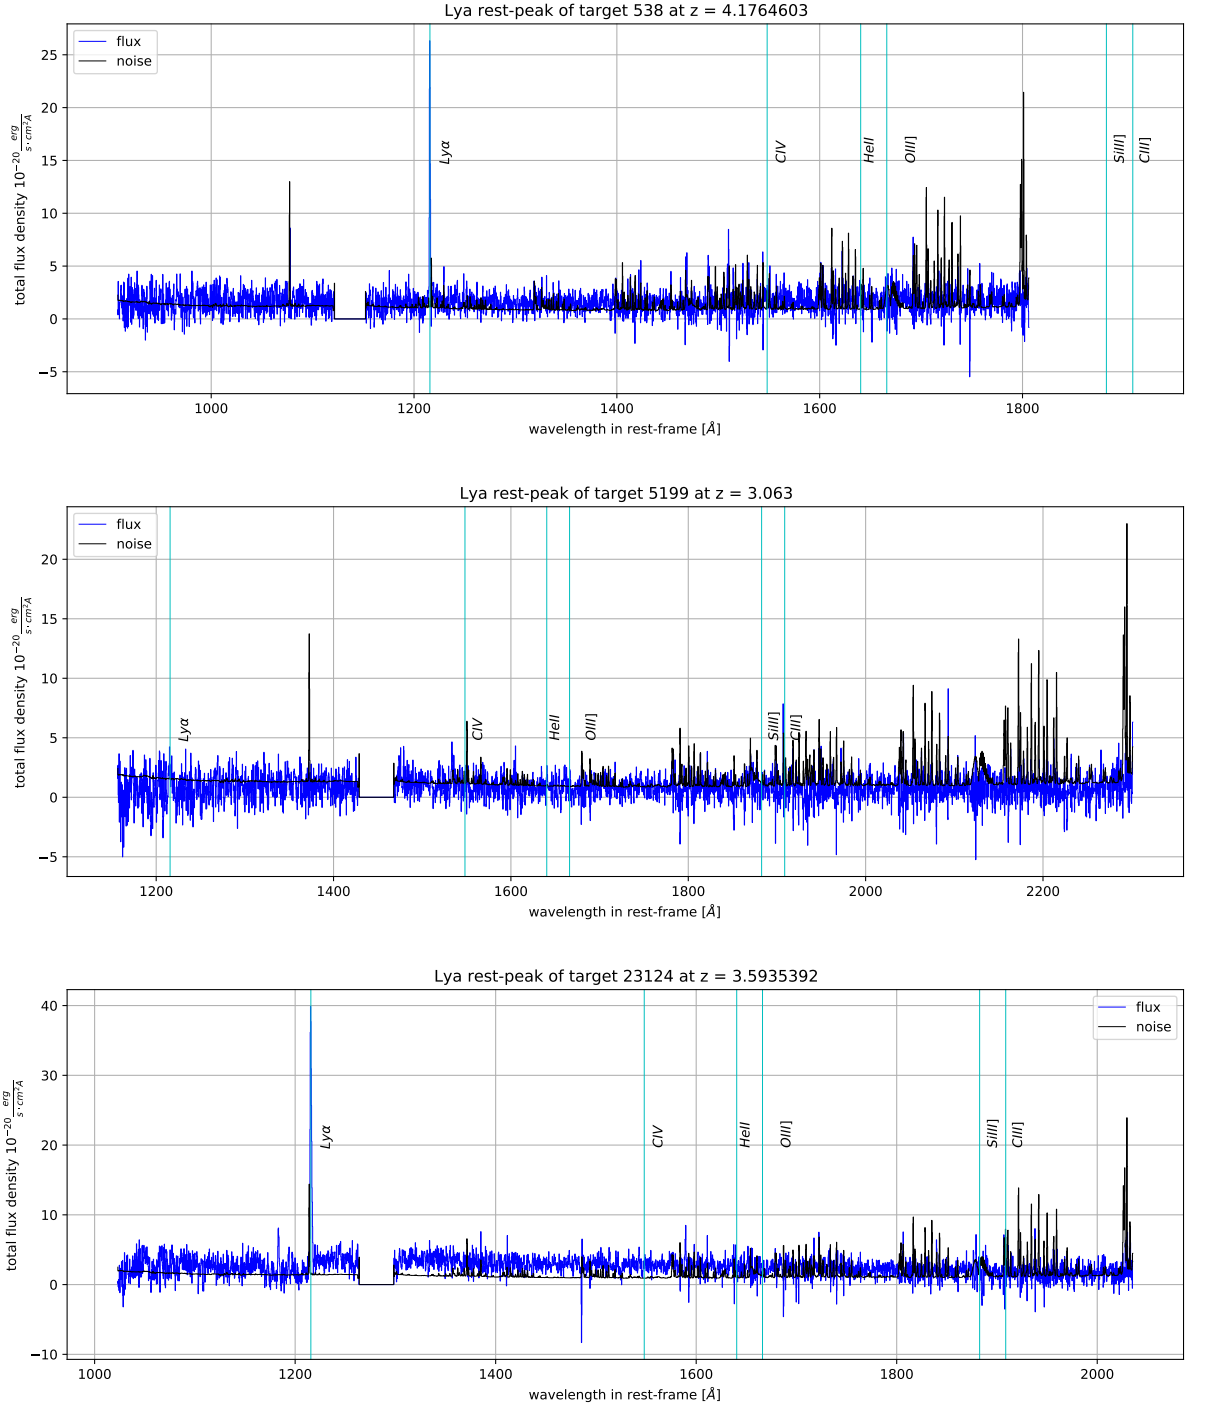 Lya rest-peak of target 538 at z = 4.1764603
flux
noise
25
20
15
10
5
0
−5
total flux density 10⁻²⁰ erg / s · cm²A
Lyα
CIV
HeII
OIII]
SiIII]
CIII]
1000 1200 1400 1600 1800
wavelength in rest-frame [Å]
Lya rest-peak of target 5199 at z = 3.063
flux
noise
20
15
10
5
0
−5
total flux density 10⁻²⁰ erg / s · cm²A
Lyα
CIV
HeII
OIII]
SiIII]
CIII]
1200 1400 1600 1800 2000 2200
wavelength in rest-frame [Å]
Lya rest-peak of target 23124 at z = 3.5935392
flux
noise
40
30
20
10
0
−10
total flux density 10⁻²⁰ erg / s · cm²A
Lyα
CIV
HeII
OIII]
SiIII]
CIII]
1000 1200 1400 1600 1800 2000
wavelength in rest-frame [Å]